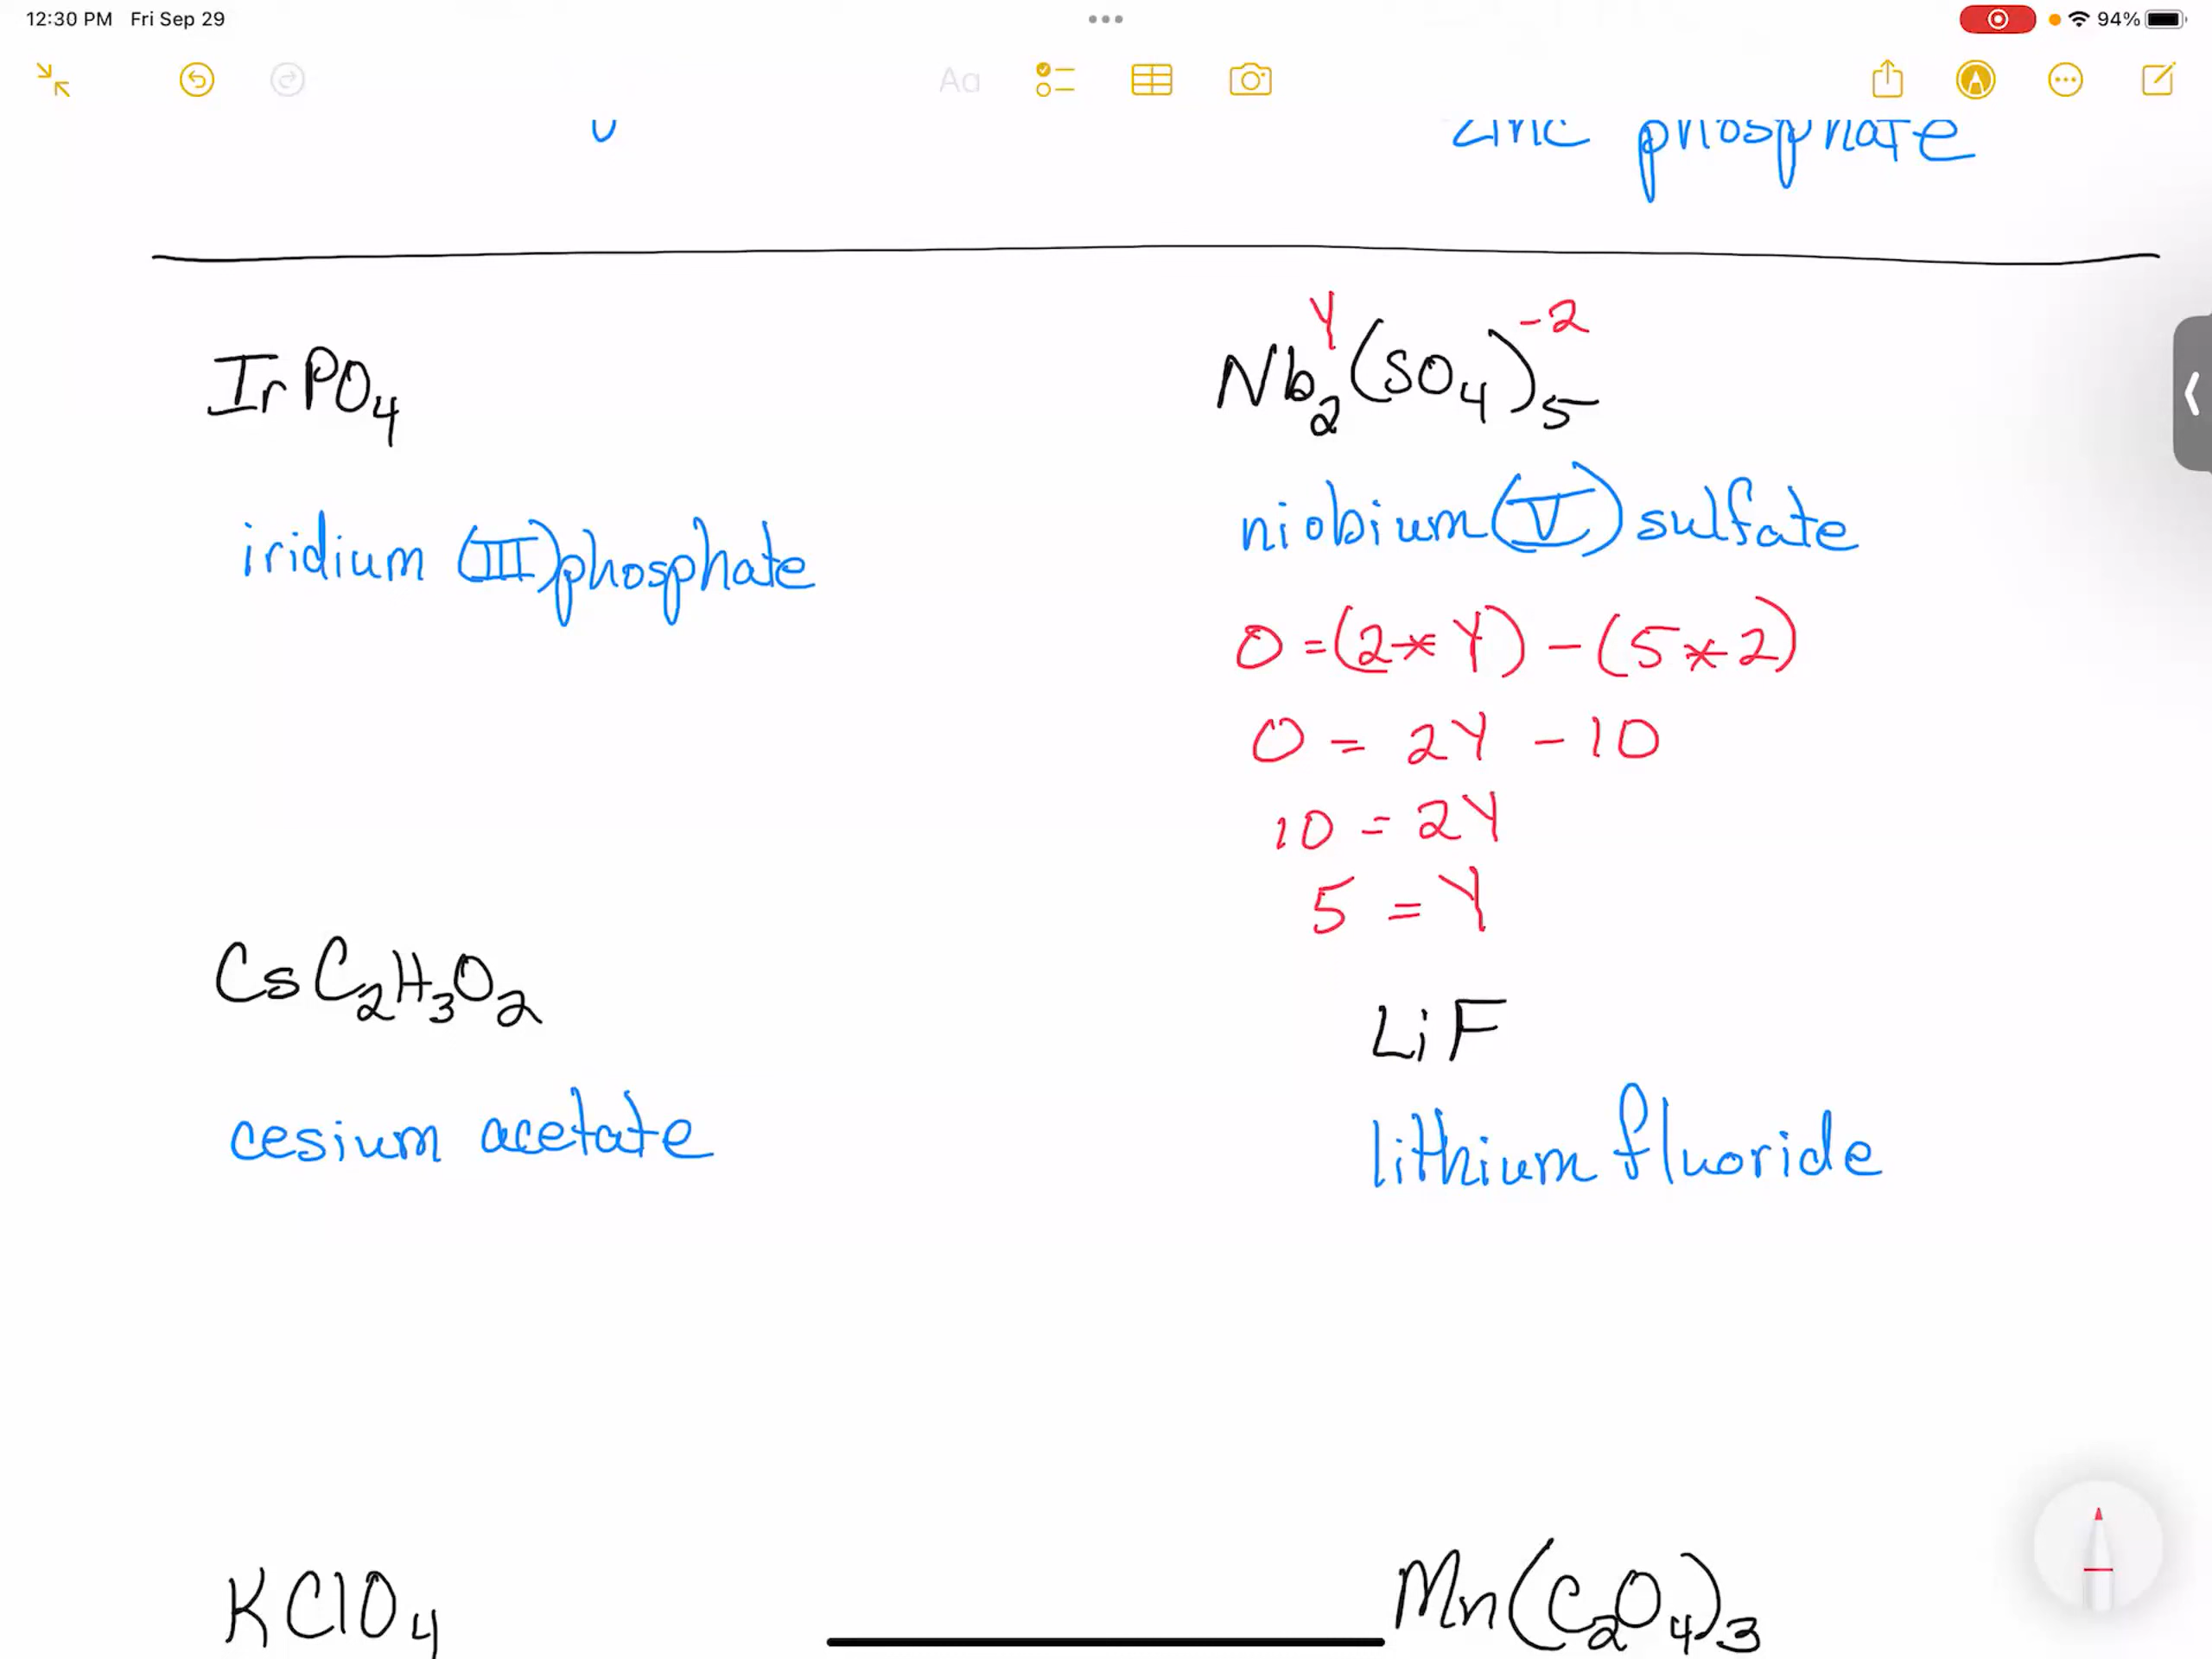 12:30 PM Fri Sep 29
94%
Aa
zinc phosphate
IrPO4
Nb2^Y(SO4)5^-2
iridium (III) phosphate
niobium (V) sulfate
0 = (2 * Y) - (5 * 2)
0 = 2Y - 10
10 = 2Y
5 = Y
CsC2H3O2
LiF
cesium acetate
lithium fluoride
KClO4
Mn(C2O4)3